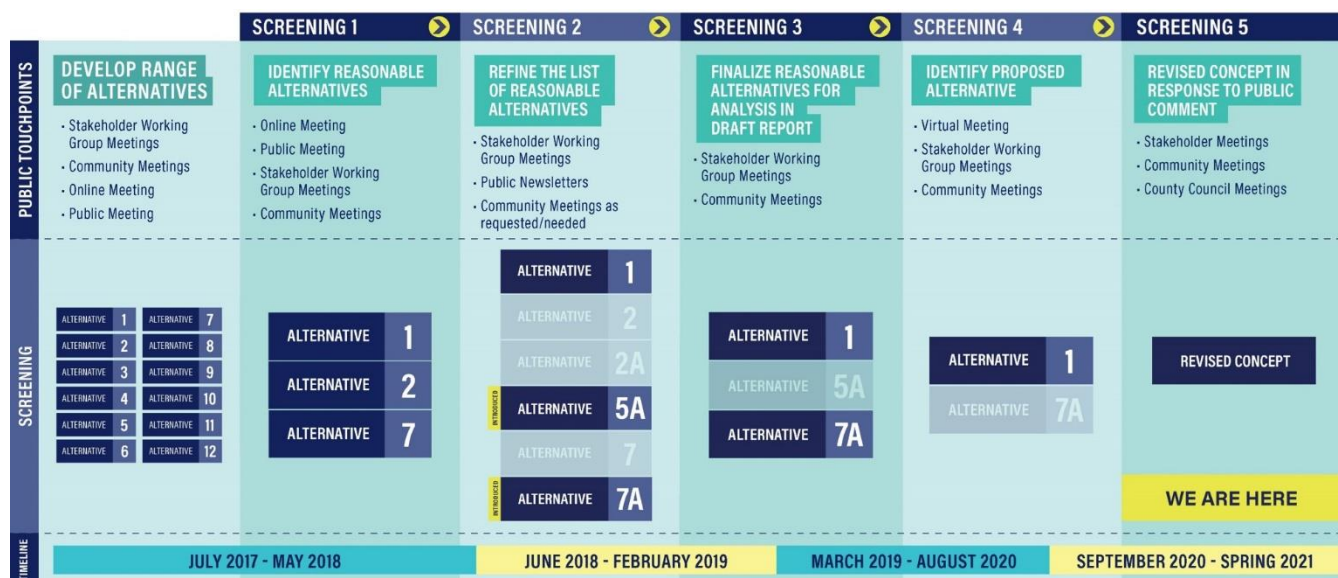 SCREENING 1
SCREENING 2
SCREENING 3
SCREENING 4
SCREENING 5
PUBLIC TOUCHPOINTS
DEVELOP RANGE
OF ALTERNATIVES
· Stakeholder Working
Group Meetings
· Community Meetings
· Online Meeting
· Public Meeting
IDENTIFY REASONABLE
ALTERNATIVES
· Online Meeting
· Public Meeting
· Stakeholder Working
Group Meetings
· Community Meetings
REFINE THE LIST
OF REASONABLE
ALTERNATIVES
· Stakeholder Working
Group Meetings
· Public Newsletters
· Community Meetings as
requested/needed
FINALIZE REASONABLE
ALTERNATIVES FOR
ANALYSIS IN
DRAFT REPORT
· Stakeholder Working
Group Meetings
· Community Meetings
IDENTIFY PROPOSED
ALTERNATIVE
· Virtual Meeting
· Stakeholder Working
Group Meetings
· Community Meetings
REVISED CONCEPT IN
RESPONSE TO PUBLIC
COMMENT
· Stakeholder Meetings
· Community Meetings
· County Council Meetings
SCREENING
ALTERNATIVE 1
ALTERNATIVE 2
ALTERNATIVE 3
ALTERNATIVE 4
ALTERNATIVE 5
ALTERNATIVE 6
ALTERNATIVE 7
ALTERNATIVE 8
ALTERNATIVE 9
ALTERNATIVE 10
ALTERNATIVE 11
ALTERNATIVE 12
ALTERNATIVE 1
ALTERNATIVE 2
ALTERNATIVE 7
ALTERNATIVE 1
ALTERNATIVE 2
ALTERNATIVE 2A
INTRODUCED
ALTERNATIVE 5A
ALTERNATIVE 7
INTRODUCED
ALTERNATIVE 7A
ALTERNATIVE 1
ALTERNATIVE 5A
ALTERNATIVE 7A
ALTERNATIVE 1
ALTERNATIVE 7A
REVISED CONCEPT
WE ARE HERE
TIMELINE
JULY 2017 - MAY 2018
JUNE 2018 - FEBRUARY 2019
MARCH 2019 - AUGUST 2020
SEPTEMBER 2020 - SPRING 2021